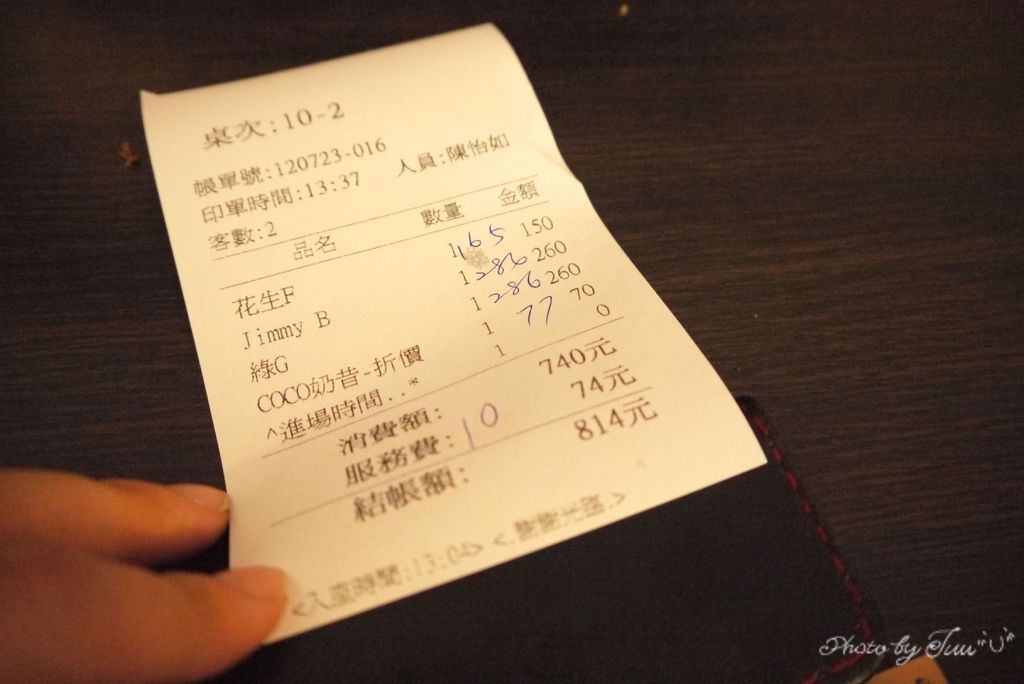 桌次:10-2
帳單號:120723-016
印單時間:13:37 人員:陳怡如
客數:2
品名 數量 金額
花生F 1 165 150
Jimmy B 1 286 260
綠G 1 286 260
COCO奶昔-折價 1 77 70
^進場時間..* 1 0
消費額: 740元
服務費: 10 74元
結帳額: 814元
<入座時間:13:04> <.謝謝光臨.>
Photo by Tuu